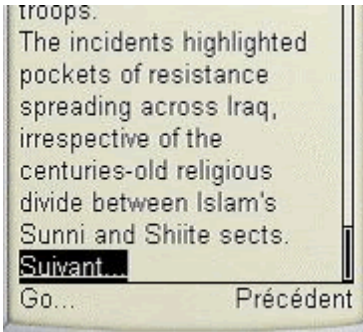 troops.
The incidents highlighted
pockets of resistance
spreading across Iraq,
irrespective of the
centuries-old religious
divide between Islam's
Sunni and Shiite sects.
Suivant...
Go... Précédent